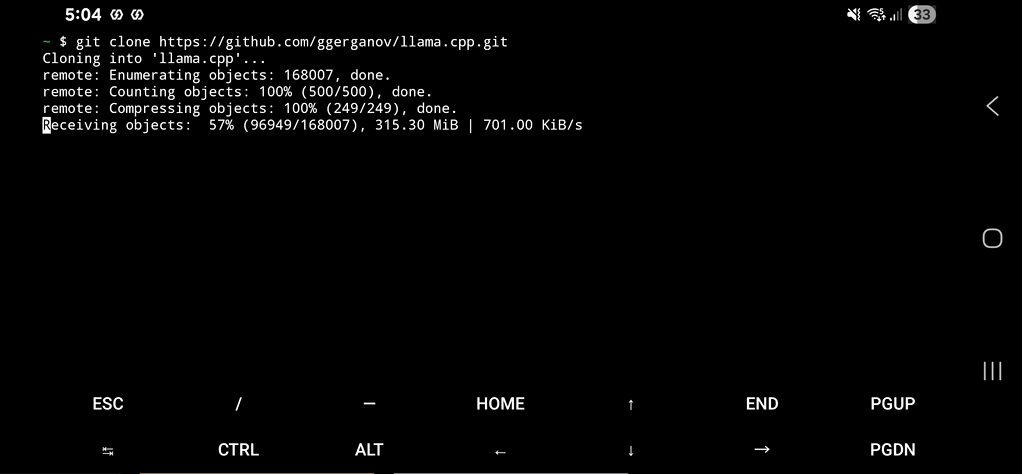 5:04
33
~ $ git clone https://github.com/ggerganov/llama.cpp.git
Cloning into 'llama.cpp'...
remote: Enumerating objects: 168007, done.
remote: Counting objects: 100% (500/500), done.
remote: Compressing objects: 100% (249/249), done.
Receiving objects:  57% (96949/168007), 315.30 MiB | 701.00 KiB/s
ESC / — HOME ↑ END PGUP
↹ CTRL ALT ← ↓ → PGDN